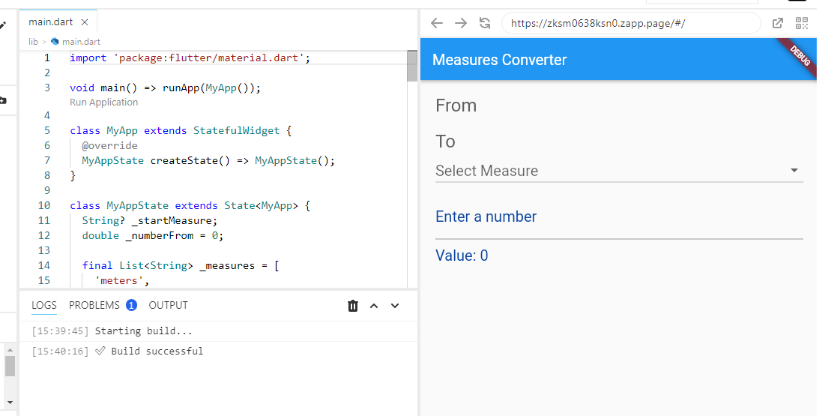 main.dart ×
lib > main.dart
1 import 'package:flutter/material.dart';
2
3 void main() => runApp(MyApp());
Run Application
4
5 class MyApp extends StatefulWidget {
6 @override
7 MyAppState createState() => MyAppState();
8 }
9
10 class MyAppState extends State<MyApp> {
11 String? _startMeasure;
12 double _numberFrom = 0;
13
14 final List<String> _measures = [
15 'meters',
LOGS PROBLEMS 1 OUTPUT
[15:39:45] Starting build...
[15:40:16] ✅ Build successful
https://zksm0638ksn0.zapp.page/#/
Measures Converter
DEBUG
From
To
Select Measure
Enter a number
Value: 0